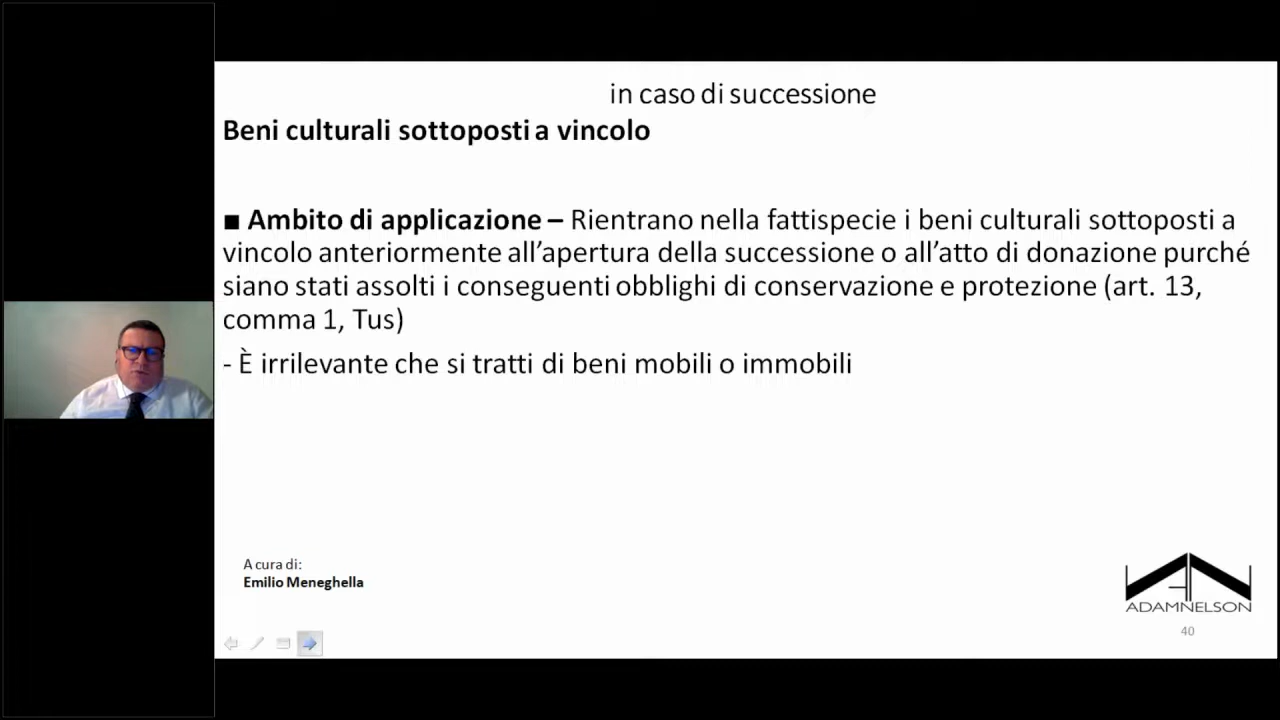 in caso di successione
Beni culturali sottoposti a vincolo
■ Ambito di applicazione – Rientrano nella fattispecie i beni culturali sottoposti a
vincolo anteriormente all’apertura della successione o all’atto di donazione purché
siano stati assolti i conseguenti obblighi di conservazione e protezione (art. 13,
comma 1, Tus)
- È irrilevante che si tratti di beni mobili o immobili
A cura di:
Emilio Meneghella
ADAMNELSON
40